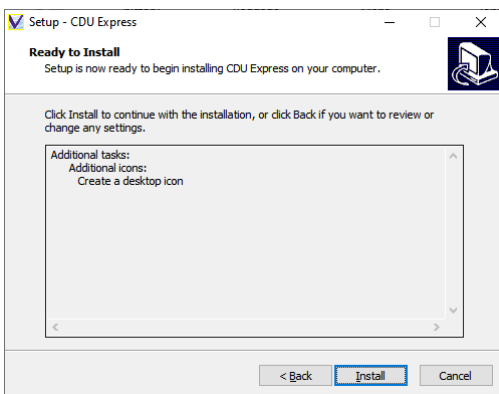 Setup - CDU Express
Ready to Install
Setup is now ready to begin installing CDU Express on your computer.
Click Install to continue with the installation, or click Back if you want to review or
change any settings.
Additional tasks:
Additional icons:
Create a desktop icon
< Back
Install
Cancel